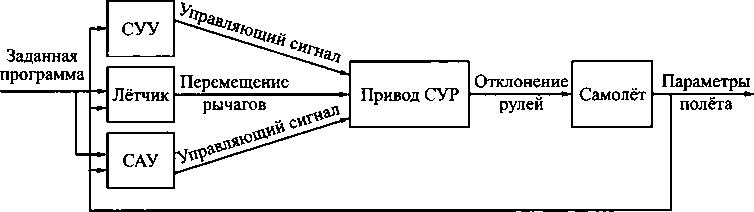 СУУ
Управляющий сигнал
Заданная
программа
Лётчик
Перемещение
рычагов
Привод СУР
Отклонение
рулей
Самолёт
Параметры
полёта
САУ
Управляющий сигнал